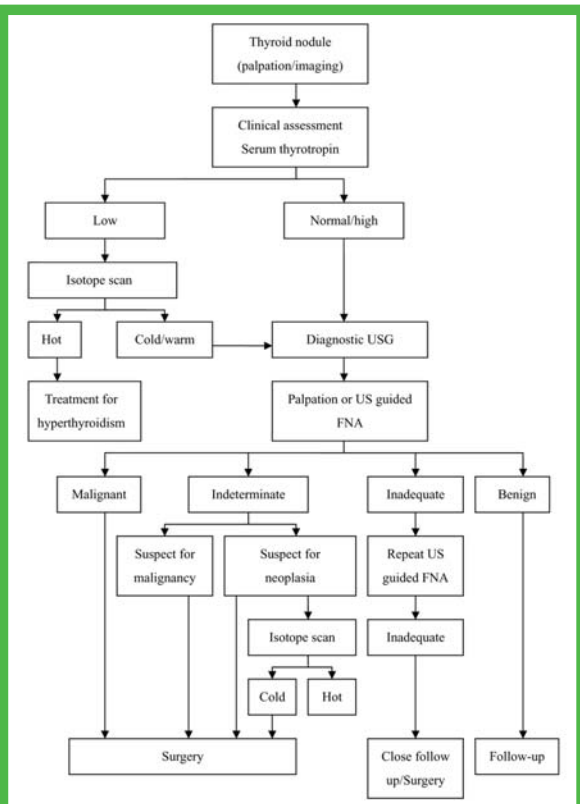 Thyroid nodule
(palpation/imaging)
Clinical assessment
Serum thyrotropin
Low
Normal/high
Isotope scan
Hot
Cold/warm
Diagnostic USG
Treatment for
hyperthyroidism
Palpation or US guided
FNA
Malignant
Indeterminate
Inadequate
Benign
Suspect for
malignancy
Suspect for
neoplasia
Repeat US
guided FNA
Isotope scan
Inadequate
Cold
Hot
Surgery
Close follow
up/Surgery
Follow-up